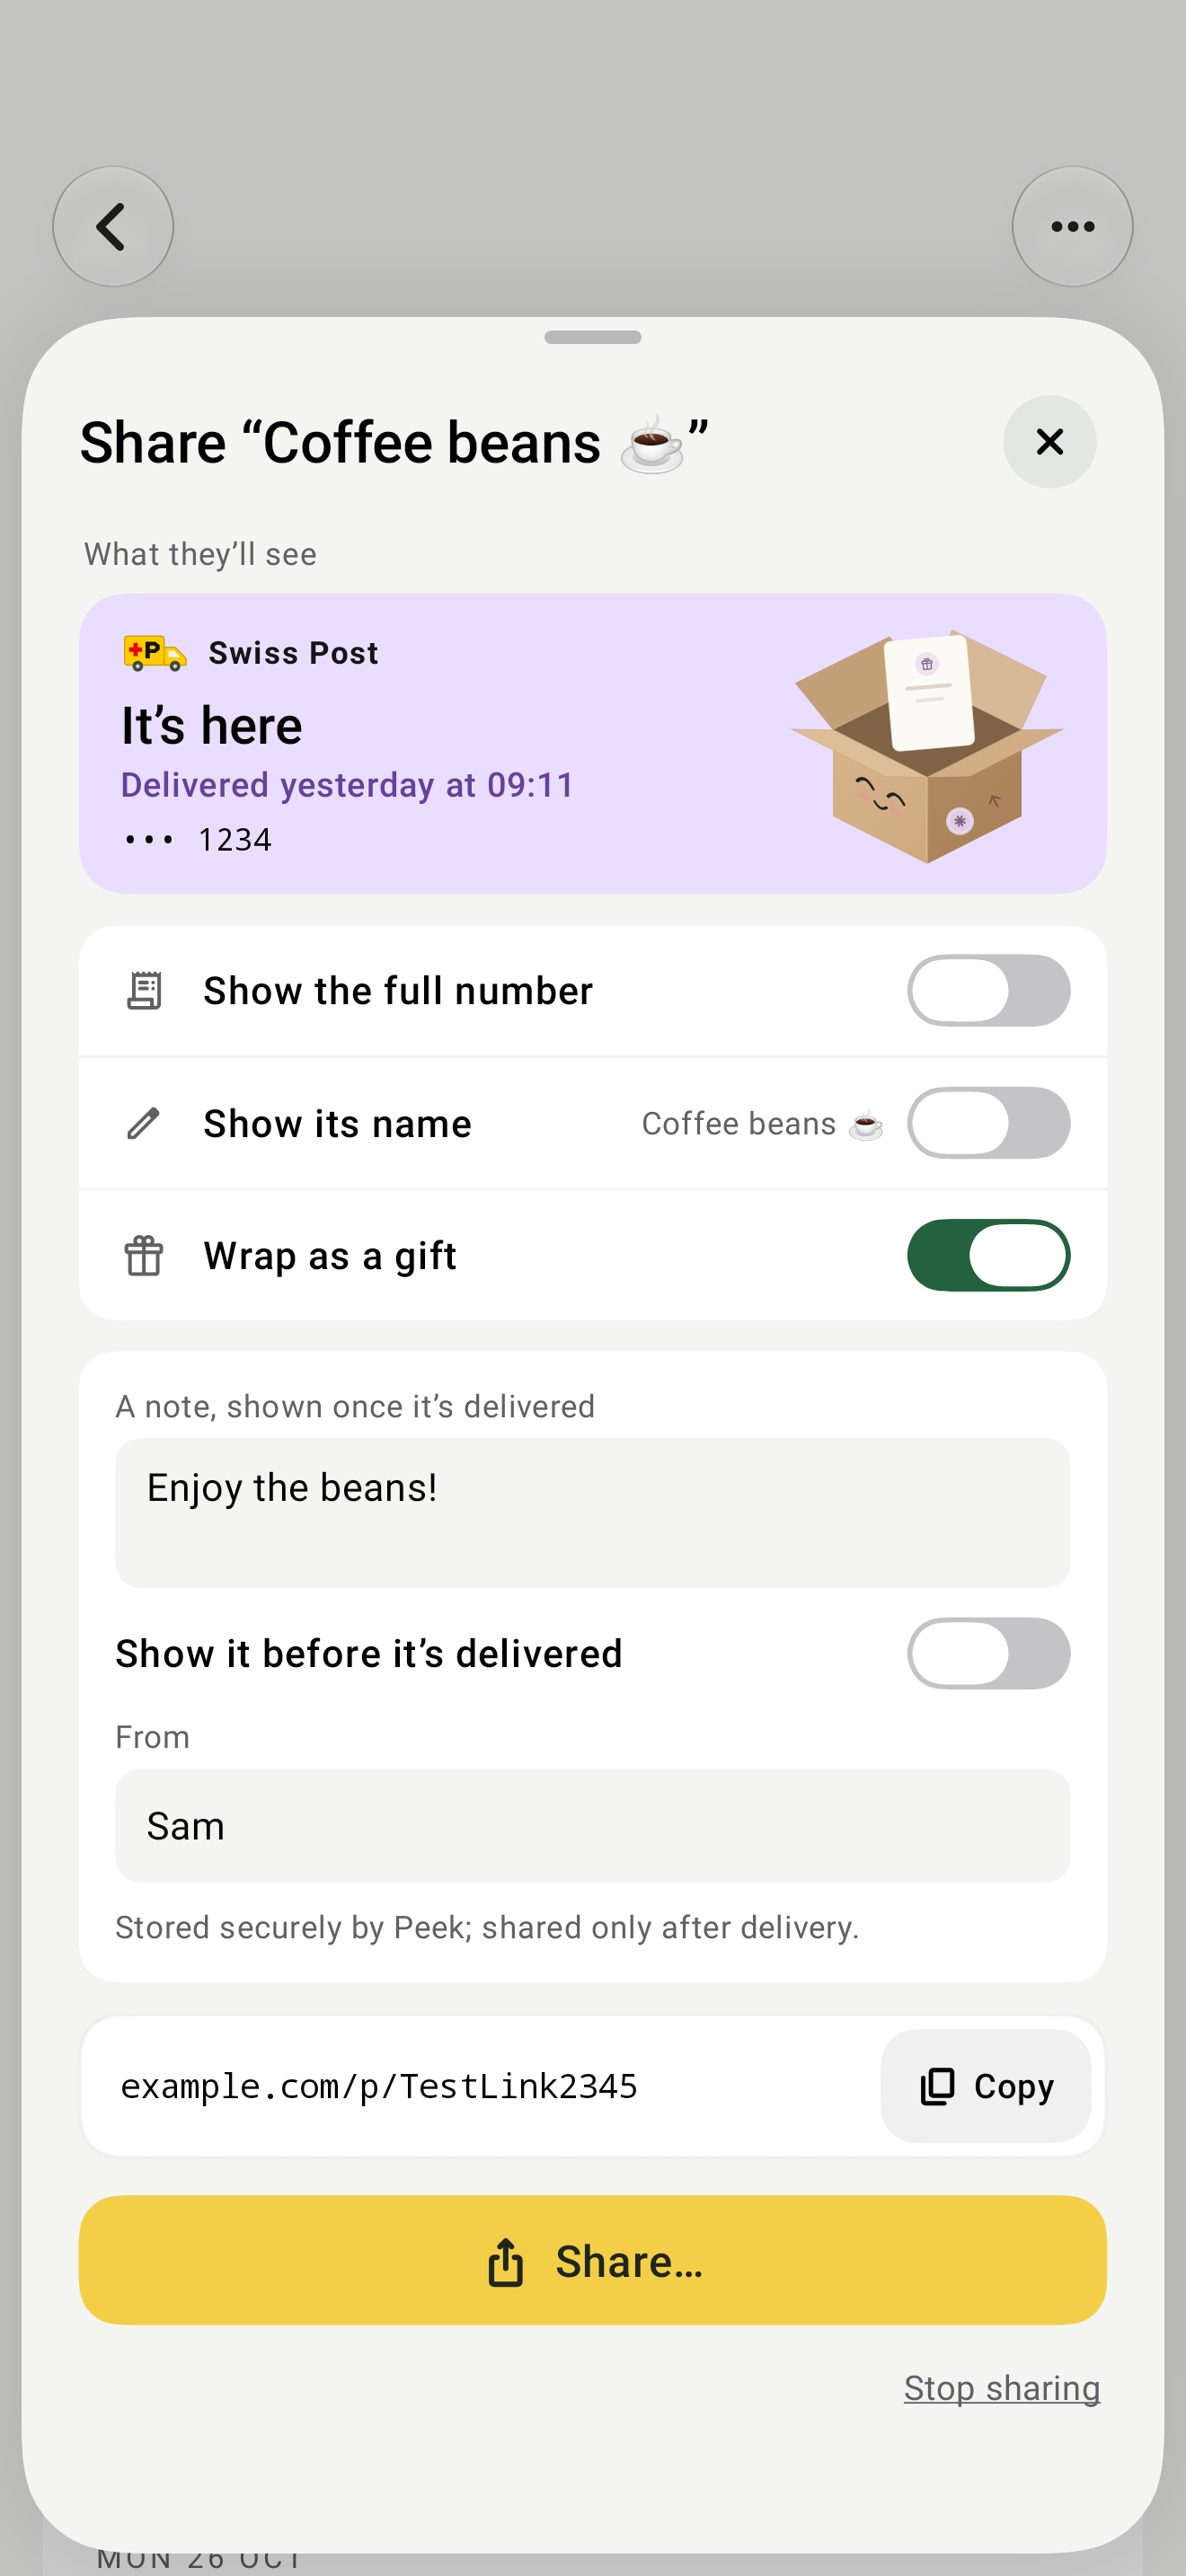 Share “Coffee beans ☕”
What they’ll see
P Swiss Post
It’s here
Delivered yesterday at 09:11
••• 1234
Show the full number
Show its name Coffee beans ☕
Wrap as a gift
A note, shown once it’s delivered
Enjoy the beans!
Show it before it’s delivered
From
Sam
Stored securely by Peek; shared only after delivery.
example.com/p/TestLink2345 Copy
Share…
Stop sharing
MON 26 OCT